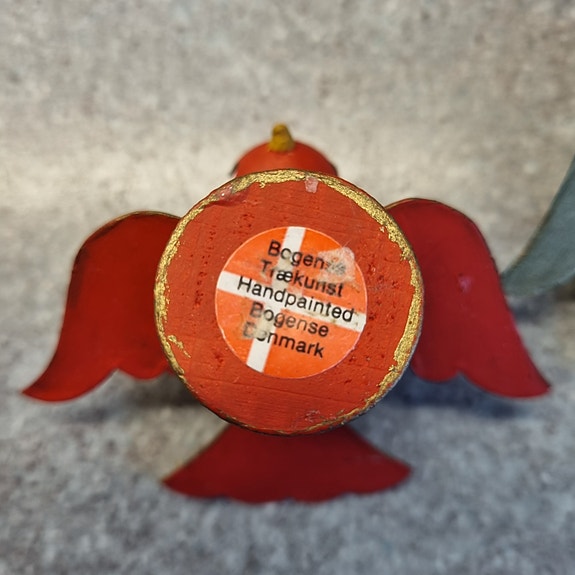 Bogense
Trækunst
Handpainted
Bogense
Danmark